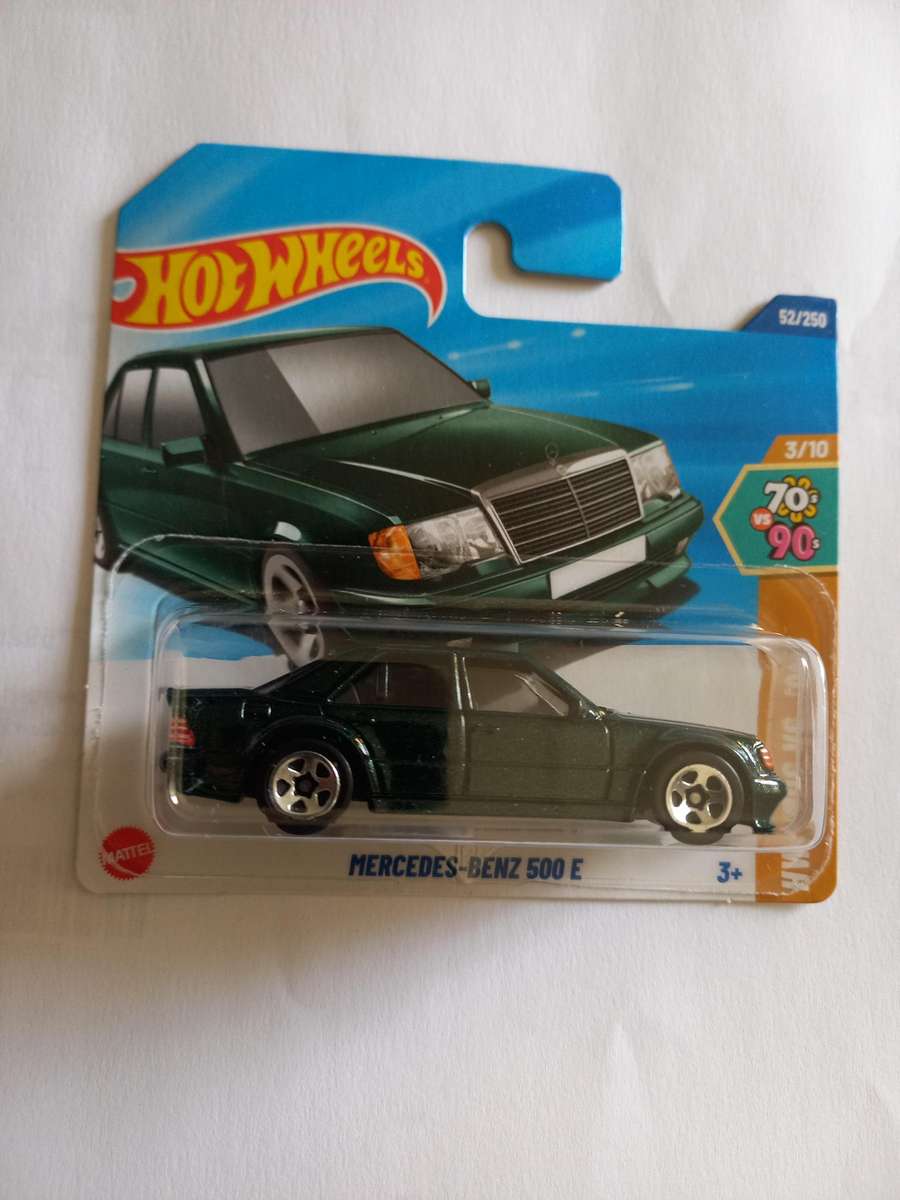 HOT WHEELS
52/250
3/10
70s
VS
90s
MATTEL
MERCEDES-BENZ 500 E
3+